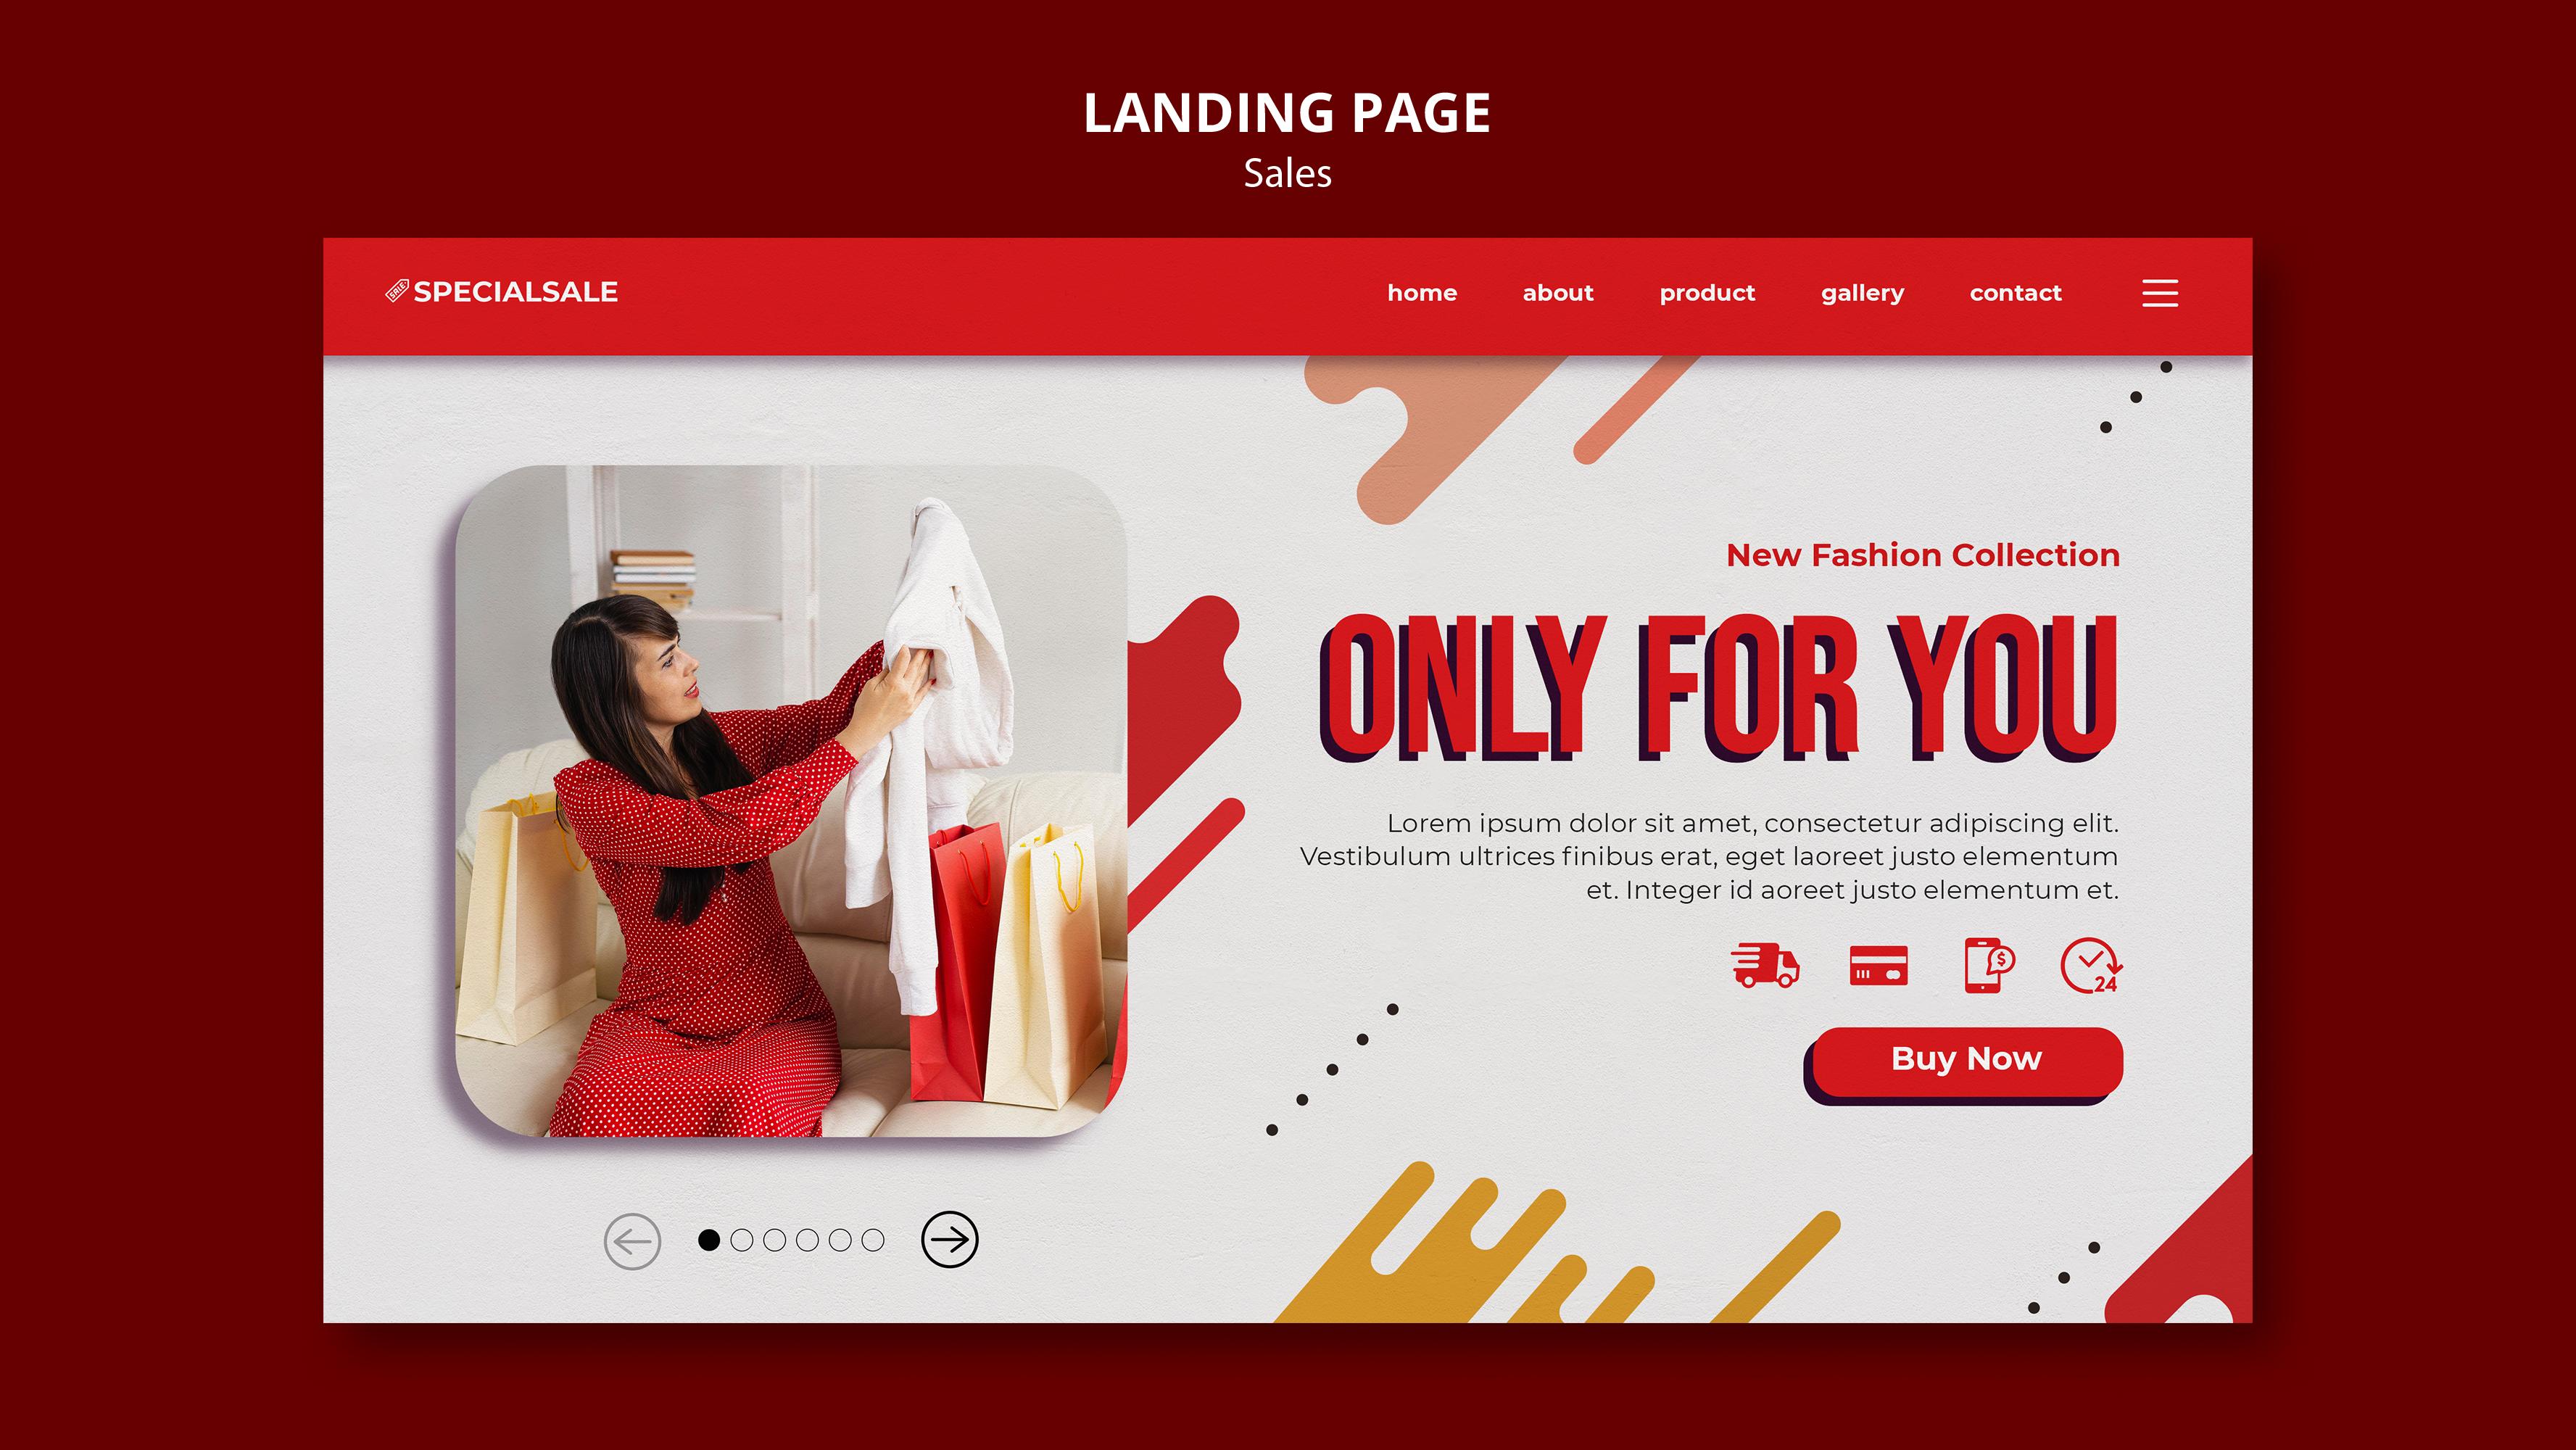 LANDING PAGE
Sales
SALE SPECIALSALE
home about product gallery contact
New Fashion Collection
ONLY FOR YOU
Lorem ipsum dolor sit amet, consectetur adipiscing elit.
Vestibulum ultrices finibus erat, eget laoreet justo elementum
et. Integer id aoreet justo elementum et.
$
24
Buy Now